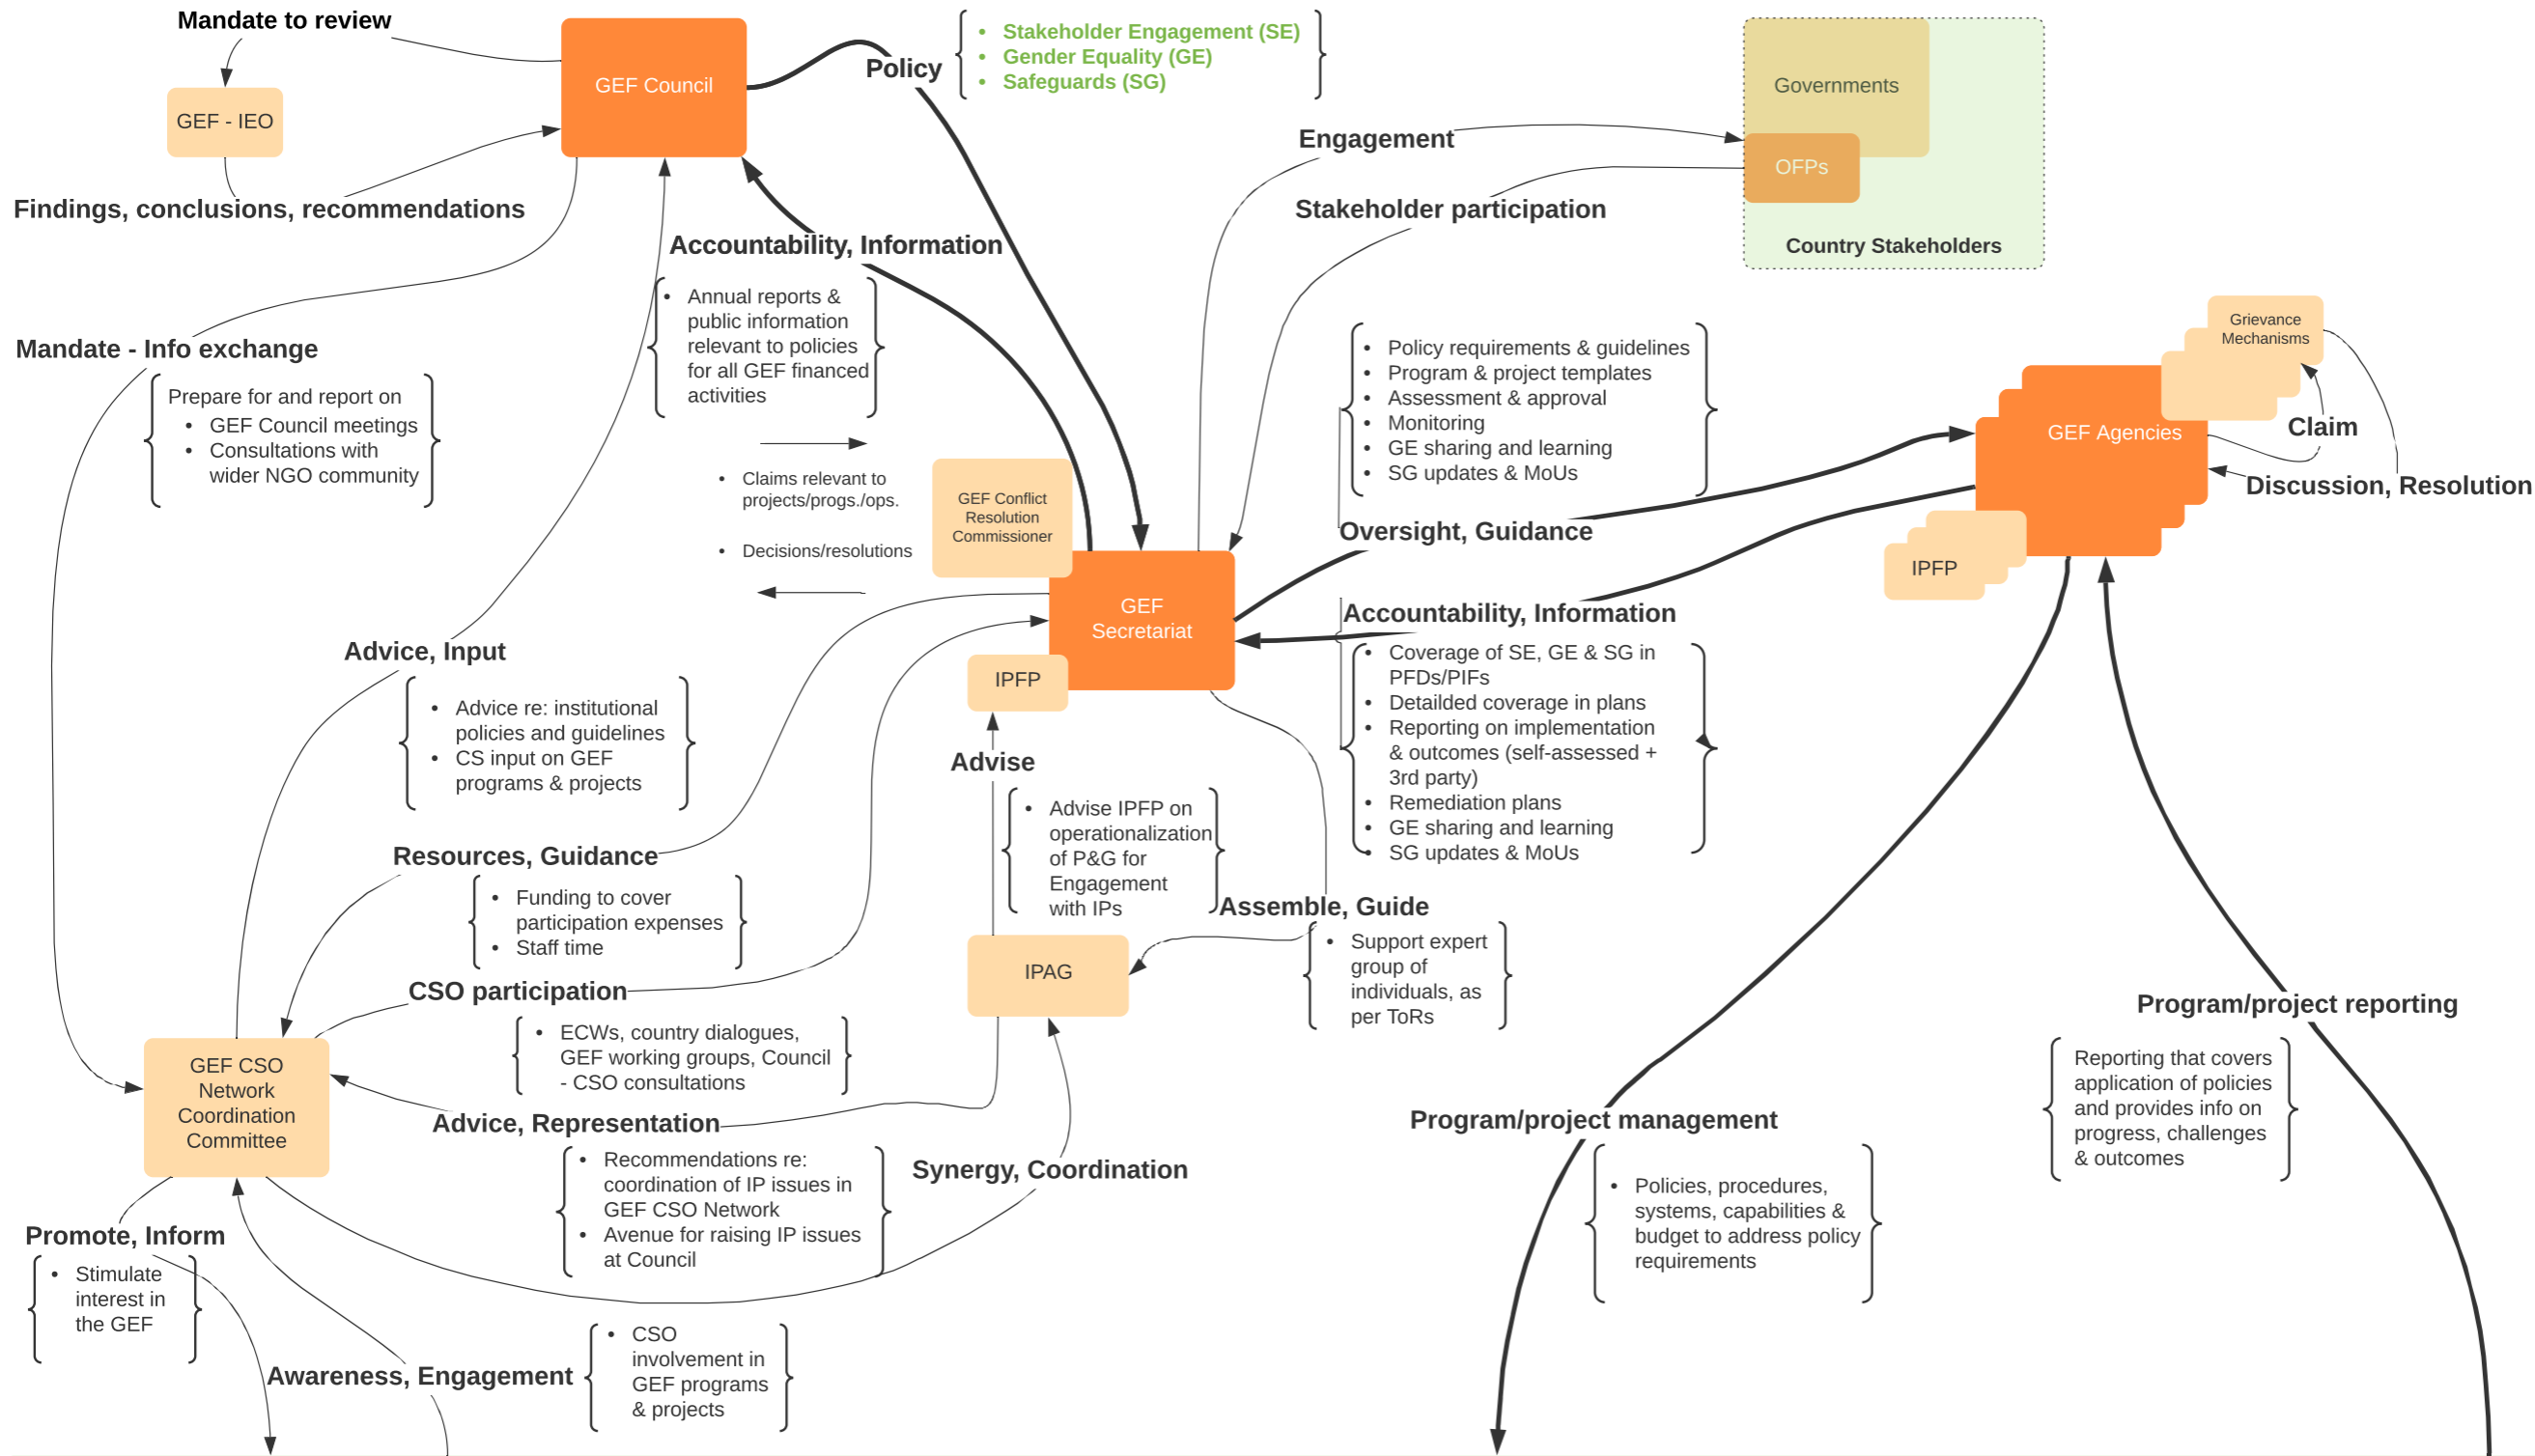 Mandate to review
GEF Council
Policy
• Stakeholder Engagement (SE)
• Gender Equality (GE)
• Safeguards (SG)
Governments
OFPs
Country Stakeholders
GEF - IEO
Findings, conclusions, recommendations
Engagement
Stakeholder participation
Accountability, Information
• Annual reports &
public information
relevant to policies
for all GEF financed
activities
Mandate - Info exchange
Prepare for and report on
• GEF Council meetings
• Consultations with
wider NGO community
• Claims relevant to
projects/progs./ops.
• Decisions/resolutions
GEF Conflict
Resolution
Commissioner
GEF
Secretariat
IPFP
• Policy requirements & guidelines
• Program & project templates
• Assessment & approval
• Monitoring
• GE sharing and learning
• SG updates & MoUs
Oversight, Guidance
Grievance
Mechanisms
GEF Agencies
Claim
Discussion, Resolution
IPFP
Accountability, Information
• Coverage of SE, GE & SG in
PFDs/PIFs
• Detailded coverage in plans
• Reporting on implementation
& outcomes (self-assessed +
3rd party)
• Remediation plans
• GE sharing and learning
• SG updates & MoUs
Advice, Input
• Advice re: institutional
policies and guidelines
• CS input on GEF
programs & projects
Advise
• Advise IPFP on
operationalization
of P&G for
Engagement
with IPs
Resources, Guidance
• Funding to cover
participation expenses
• Staff time
Assemble, Guide
• Support expert
group of
individuals, as
per ToRs
IPAG
CSO participation
• ECWs, country dialogues,
GEF working groups, Council
- CSO consultations
GEF CSO
Network
Coordination
Committee
Advice, Representation
• Recommendations re:
coordination of IP issues in
GEF CSO Network
• Avenue for raising IP issues
at Council
Synergy, Coordination
Program/project reporting
Reporting that covers
application of policies
and provides info on
progress, challenges
& outcomes
Program/project management
• Policies, procedures,
systems, capabilities &
budget to address policy
requirements
Promote, Inform
• Stimulate
interest in
the GEF
Awareness, Engagement
• CSO
involvement in
GEF programs
& projects